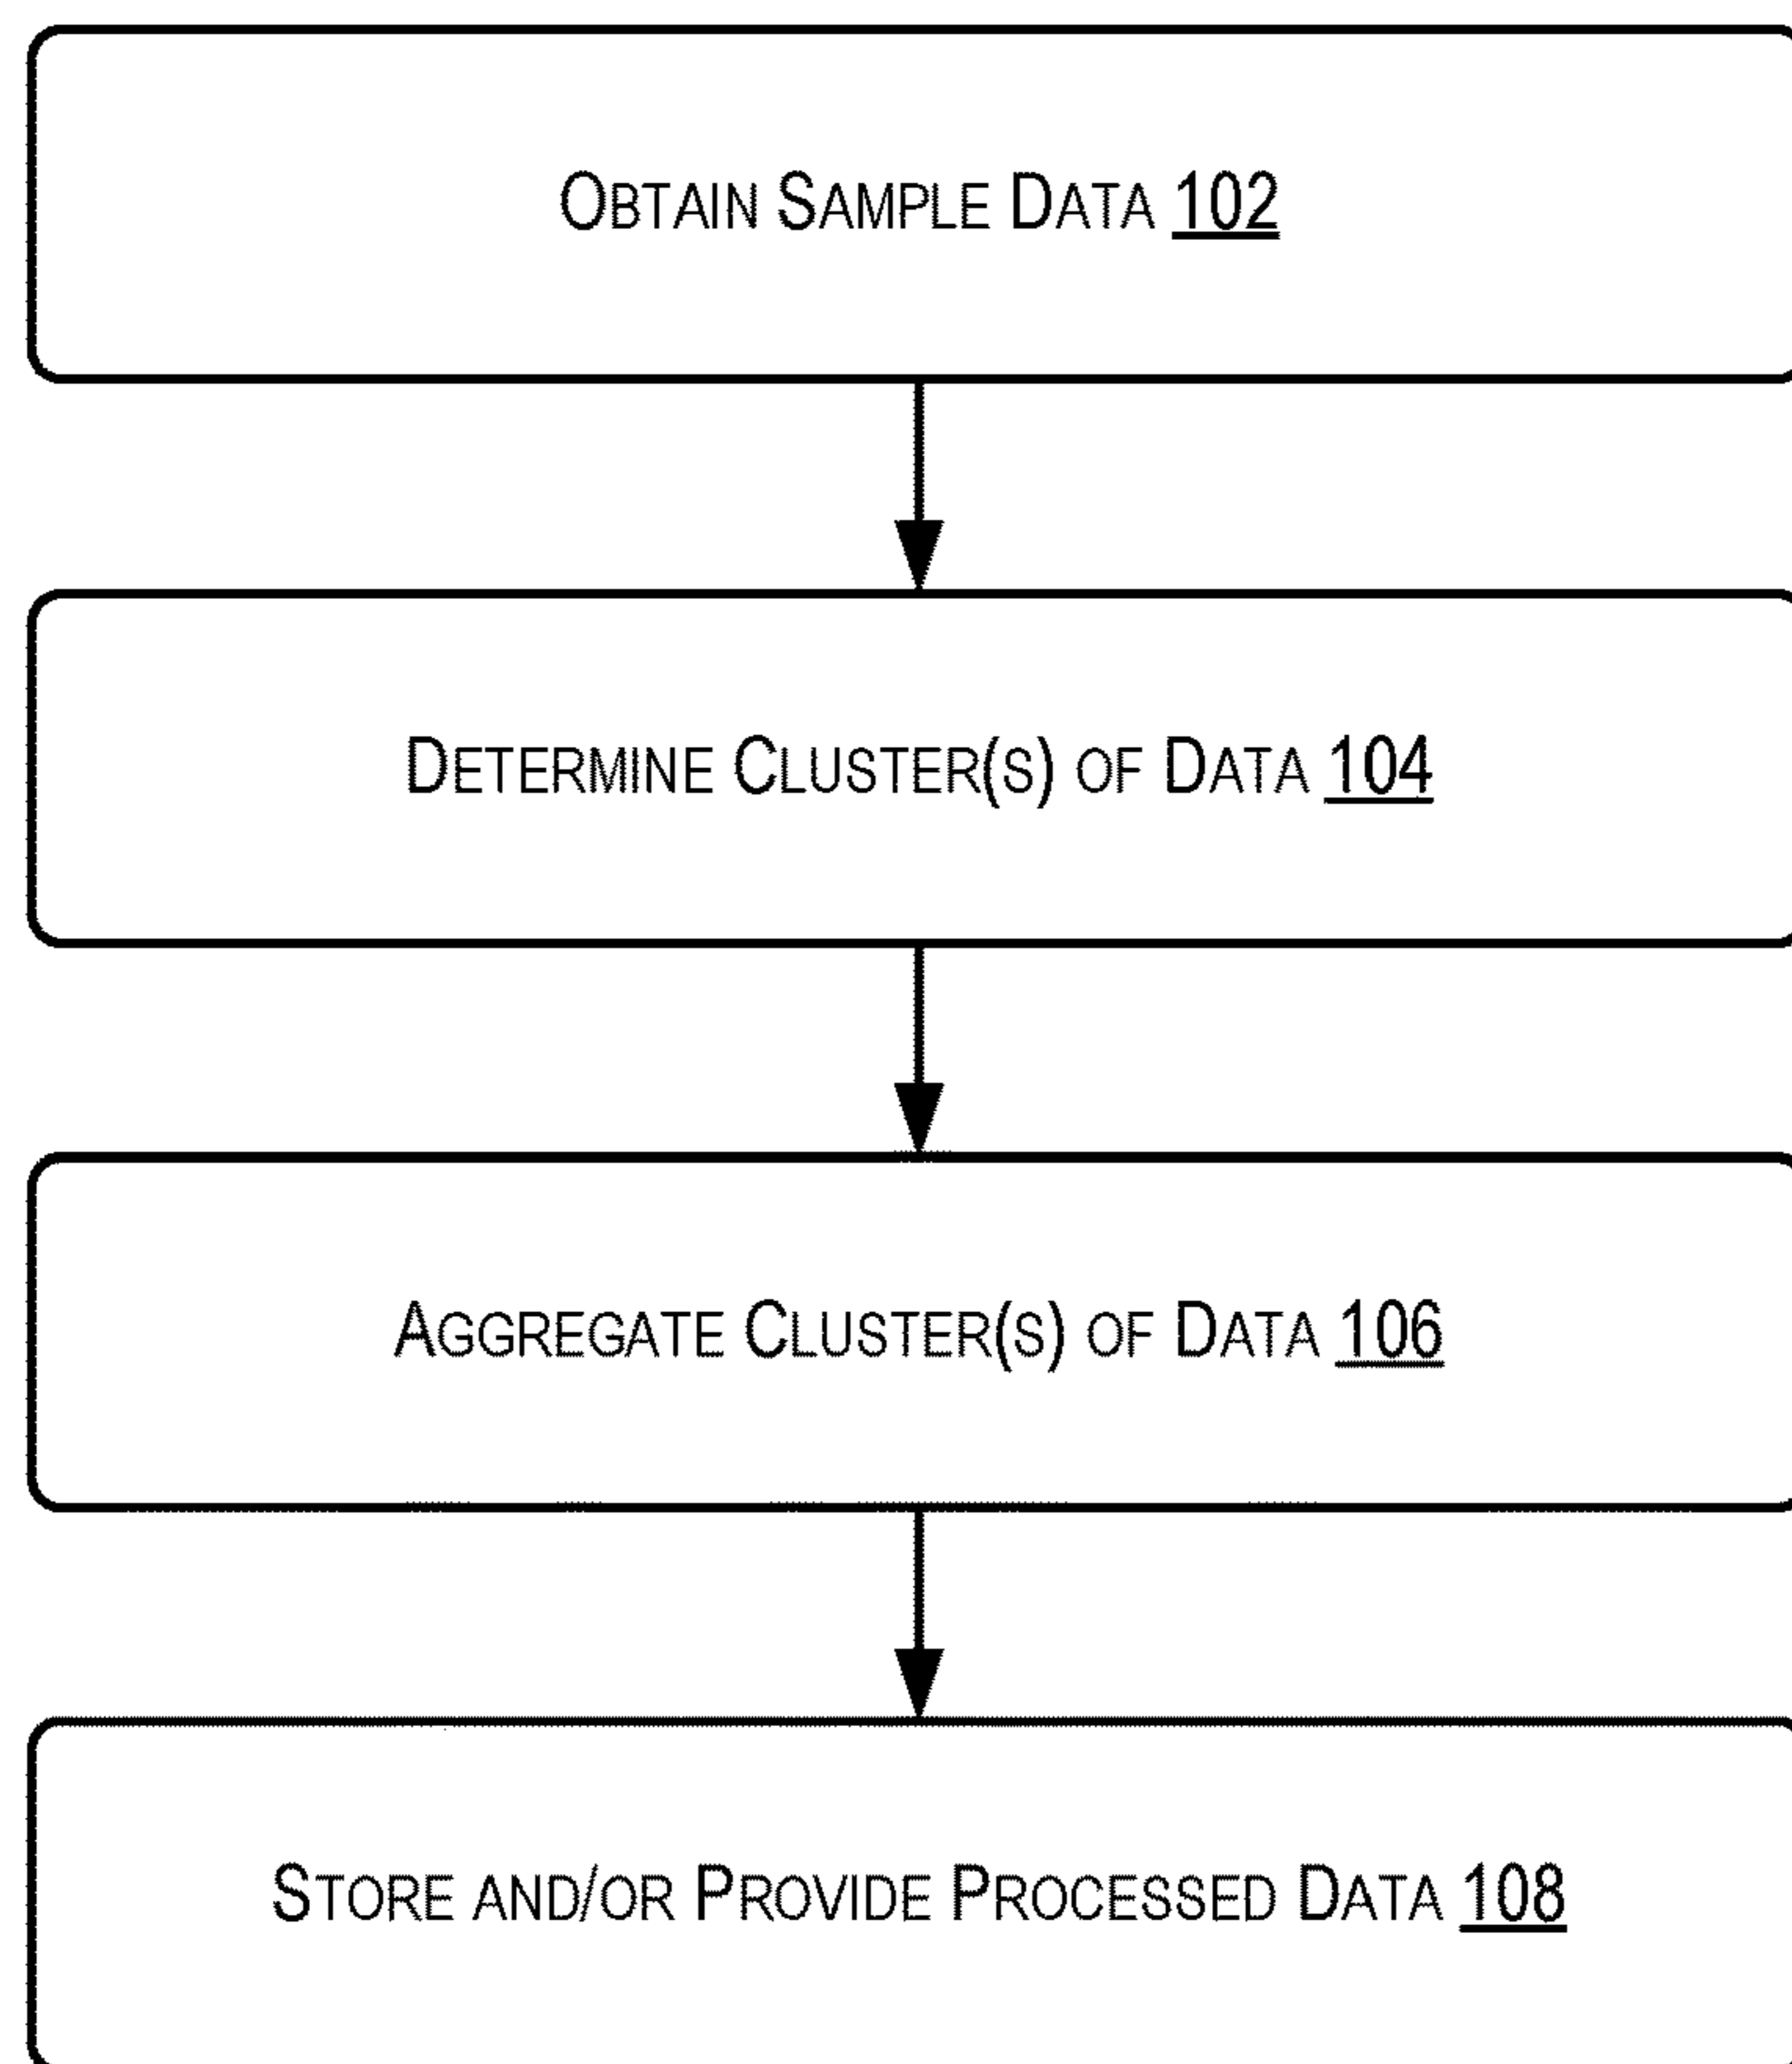 Obtain Sample Data 102
Determine Cluster(s) of Data 104
Aggregate Cluster(s) of Data 106
Store and/or Provide Processed Data 108